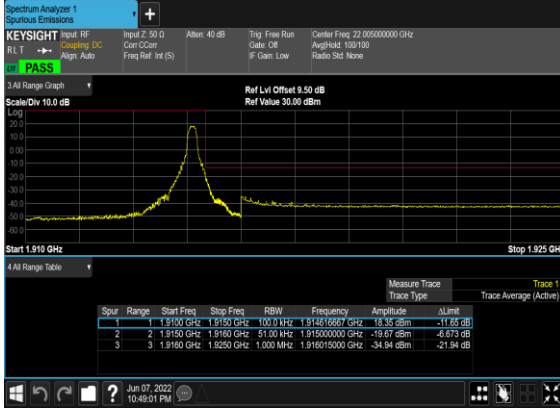 Spectrum Analyzer 1
Spurious Emissions
+
KEYSIGHT Input: RF Input Z: 50 Ω Atten: 40 dB Trig: Free Run Center Freq: 22.005000000 GHz
RLT Coupling: DC Corr CCorr Gate: Off Avg|Hold: 100/100
Align: Auto Freq Ref: Int (S) IF Gain: Low Radio Std: None
LXI PASS
3 All Range Graph
Ref Lvl Offset 9.50 dB
Scale/Div 10.0 dB Ref Value 30.00 dBm
Log
20.0
10.0
0.00
-10.0
-20.0
-30.0
-40.0
-50.0
-60.0
Start 1.910 GHz Stop 1.925 GH
4 All Range Table
Measure Trace Trace 1
Trace Type Trace Average (Active)
Spur Range Start Freq Stop Freq RBW Frequency Amplitude ΔLimit
1 1 1.9100 GHz 1.9150 GHz 100.0 kHz 1.914616667 GHz 18.35 dBm -11.65 dB
2 2 1.9150 GHz 1.9160 GHz 51.00 kHz 1.915000000 GHz -19.67 dBm -6.673 dB
3 3 1.9160 GHz 1.9250 GHz 1.000 MHz 1.916015000 GHz -34.94 dBm -21.94 dB
? Jun 07, 2022
10:49:01 PM